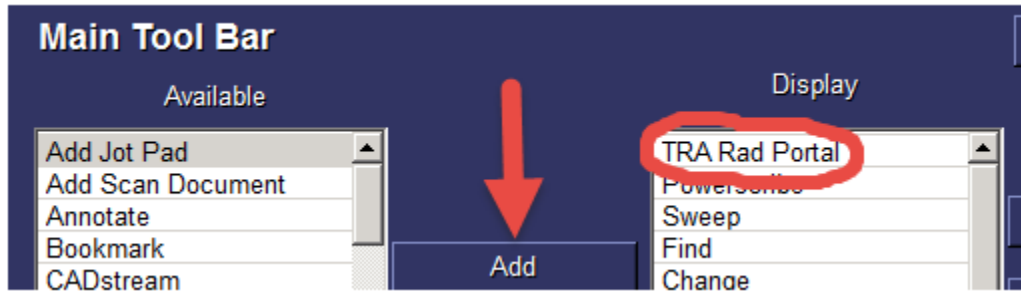 Main Tool Bar
Available
Display
Add Jot Pad
Add Scan Document
Annotate
Bookmark
CADstream
Add
TRA Rad Portal
Powerscribe
Sweep
Find
Change